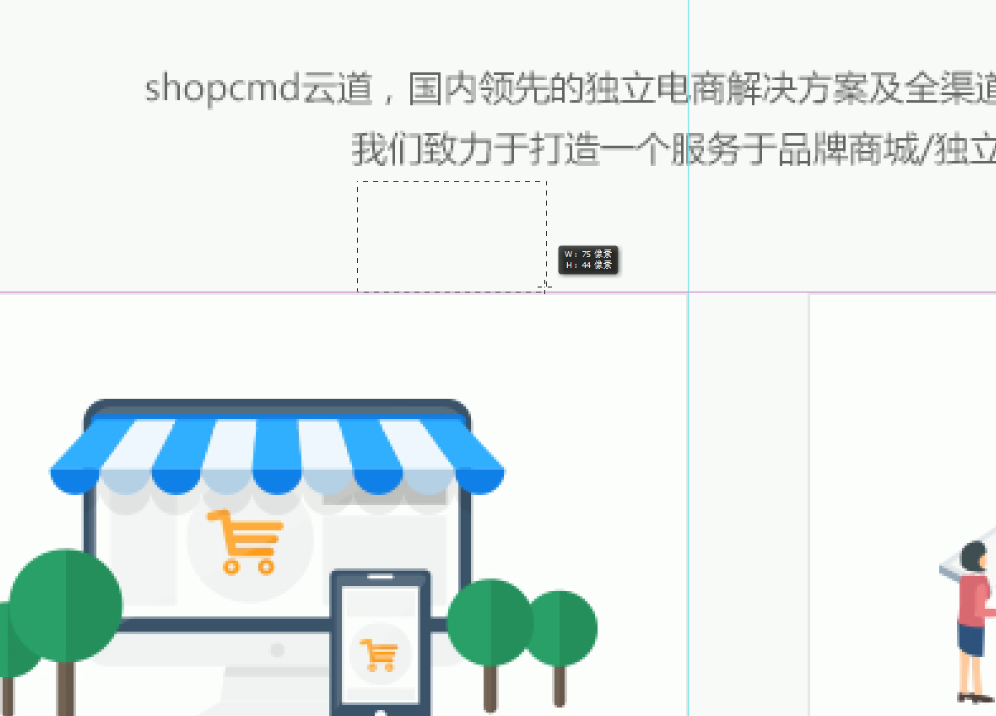 shopcmd云道，国内领先的独立电商解决方案及全渠道
我们致力于打造一个服务于品牌商城/独立
W: 75 像素
H: 44 像素